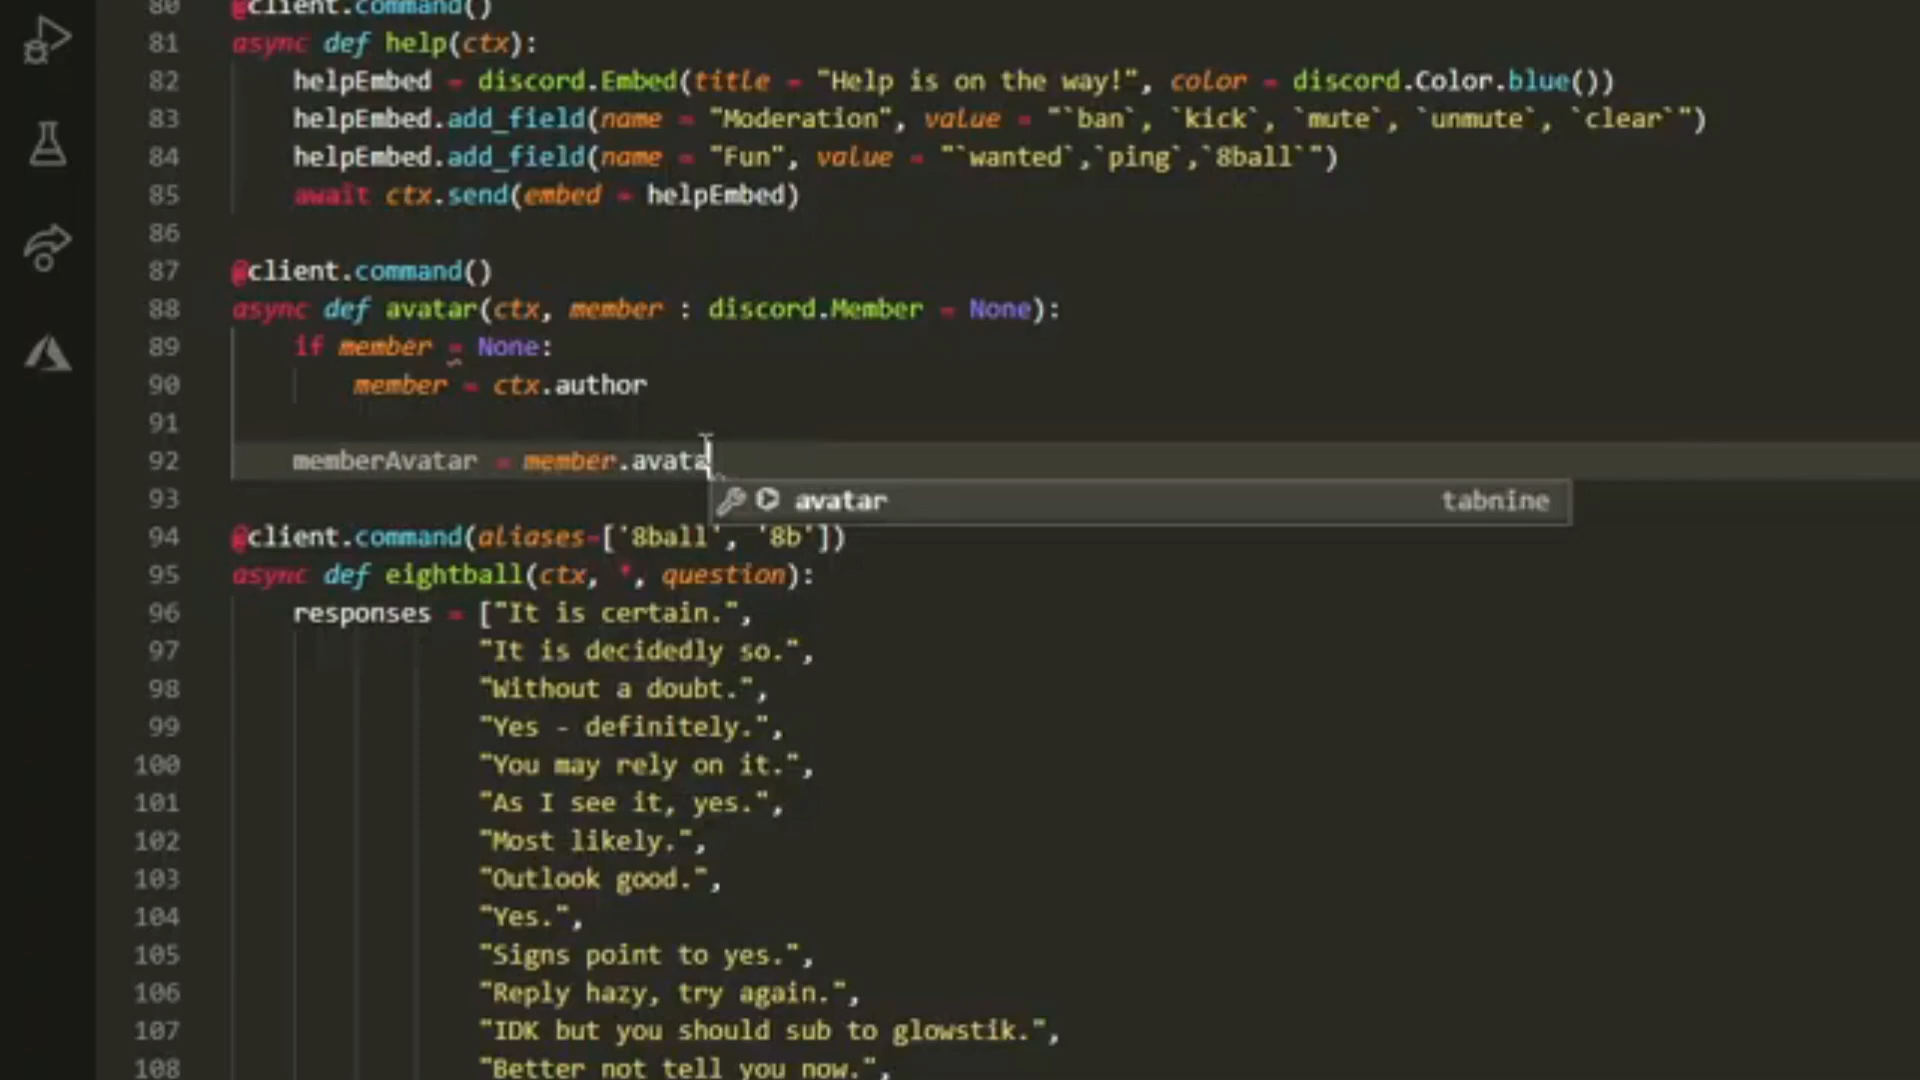 80 @client.command()
81 async def help(ctx):
82 helpEmbed = discord.Embed(title = "Help is on the way!", color = discord.Color.blue())
83 helpEmbed.add_field(name = "Moderation", value = "`ban`, `kick`, `mute`, `unmute`, `clear`")
84 helpEmbed.add_field(name = "Fun", value = "`wanted`,`ping`,`8ball`")
85 await ctx.send(embed = helpEmbed)
86
87 @client.command()
88 async def avatar(ctx, member : discord.Member = None):
89 if member = None:
90 member = ctx.author
91
92 memberAvatar = member.avata
avatar tabnine
93
94 @client.command(aliases=['8ball', '8b'])
95 async def eightball(ctx, *, question):
96 responses = ["It is certain.",
97 "It is decidedly so.",
98 "Without a doubt.",
99 "Yes - definitely.",
100 "You may rely on it.",
101 "As I see it, yes.",
102 "Most likely.",
103 "Outlook good.",
104 "Yes.",
105 "Signs point to yes.",
106 "Reply hazy, try again.",
107 "IDK but you should sub to glowstik.",
108 "Better not tell you now.",